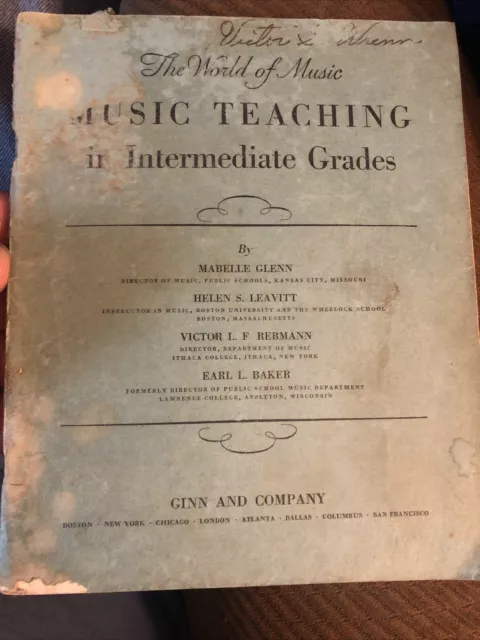 The World of Music
MUSIC TEACHING
in Intermediate Grades
By
MABELLE GLENN
DIRECTOR OF MUSIC, PUBLIC SCHOOLS, KANSAS CITY, MISSOURI
HELEN S. LEAVITT
INSTRUCTOR IN MUSIC, BOSTON UNIVERSITY AND THE WHEELOCK SCHOOL
BOSTON, MASSACHUSETTS
VICTOR L. F. REBMANN
DIRECTOR, DEPARTMENT OF MUSIC
ITHACA COLLEGE, ITHACA, NEW YORK
EARL L. BAKER
FORMERLY DIRECTOR OF PUBLIC SCHOOL MUSIC DEPARTMENT
LAWRENCE COLLEGE, APPLETON, WISCONSIN
GINN AND COMPANY
BOSTON · NEW YORK · CHICAGO · LONDON · ATLANTA · DALLAS · COLUMBUS · SAN FRANCISCO